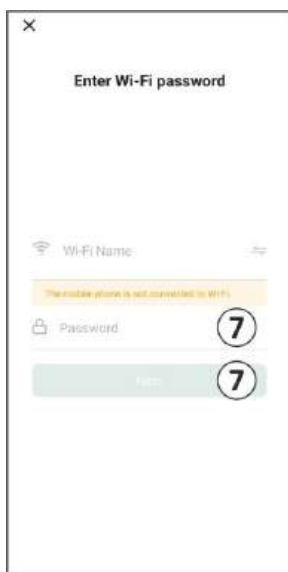 ×
Enter Wi-Fi password
Wi-Fi Name
The mobile phone is not connected to Wi-Fi.
Password 7
Next 7